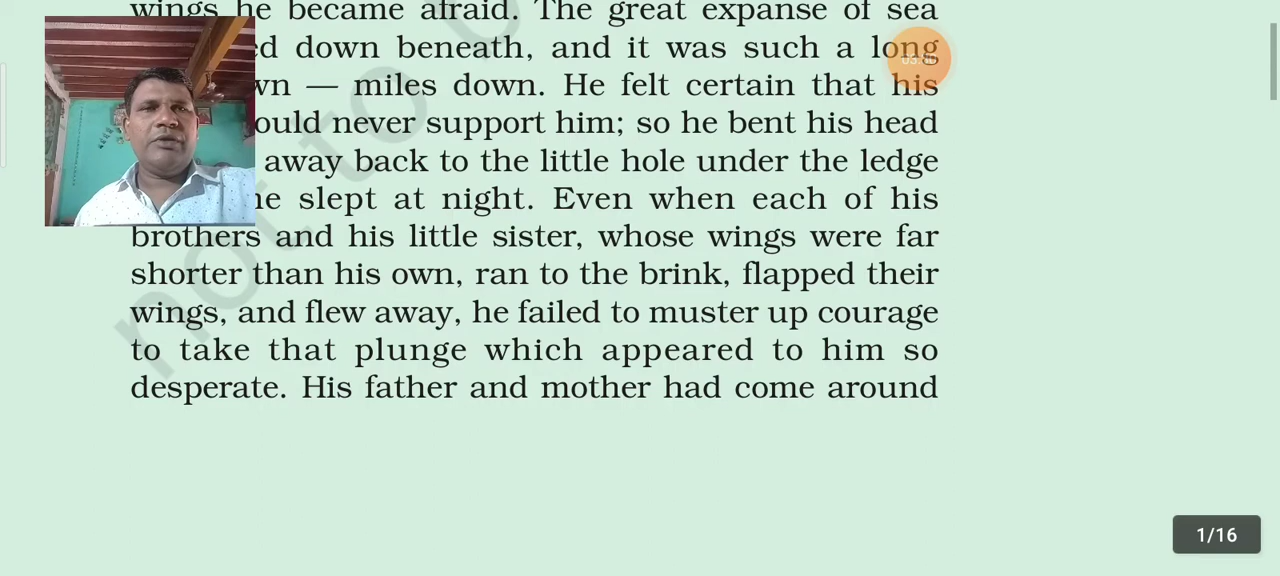 wings he became afraid. The great expanse of sea
ed down beneath, and it was such a long
wn — miles down. He felt certain that his
ould never support him; so he bent his head
away back to the little hole under the ledge
he slept at night. Even when each of his
brothers and his little sister, whose wings were far
shorter than his own, ran to the brink, flapped their
wings, and flew away, he failed to muster up courage
to take that plunge which appeared to him so
desperate. His father and mother had come around
not to
1/16